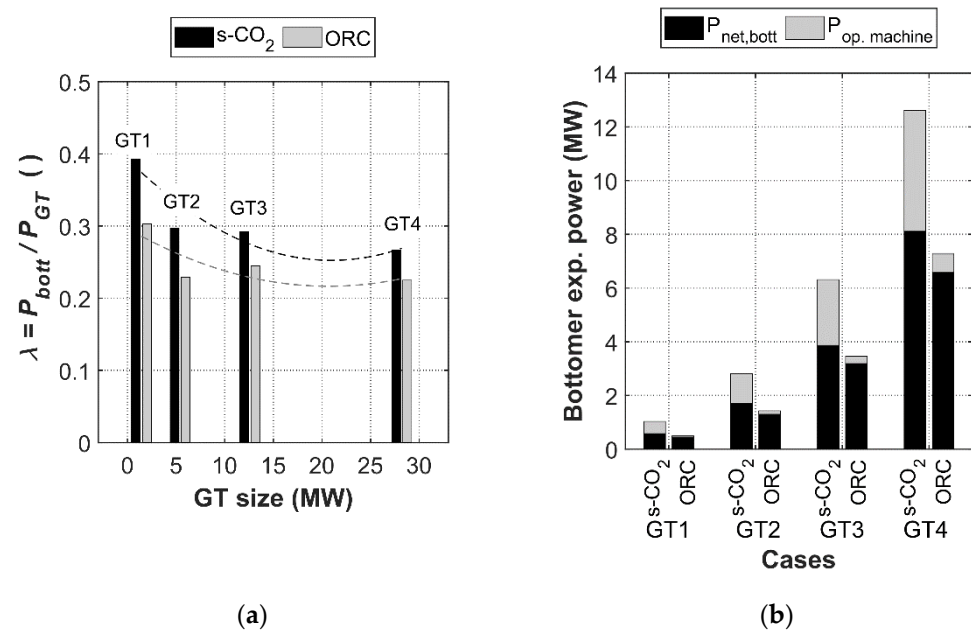 s-CO2 ORC
0.5
0.4
0.3
0.2
0.1
0
GT1
GT2
GT3
GT4
0 5 10 15 20 25 30
GT size (MW)
λ = Pbott / PGT ()
(a)
Pnet,bott Pop. machine
14
12
10
8
6
4
2
0
Bottomer exp. power (MW)
s-CO2 ORC s-CO2 ORC s-CO2 ORC s-CO2 ORC
GT1 GT2 GT3 GT4
Cases
(b)